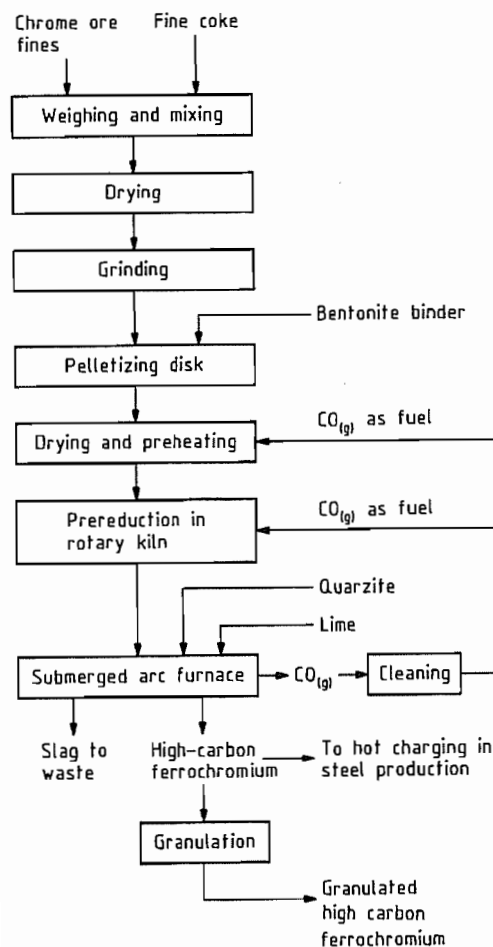 Chrome ore
fines
Fine coke
Weighing and mixing
Drying
Grinding
Bentonite binder
Pelletizing disk
CO(g) as fuel
Drying and preheating
CO(g) as fuel
Prereduction in
rotary kiln
Quarzite
Lime
Submerged arc furnace
CO(g)
Cleaning
Slag to
waste
High-carbon
ferrochromium
To hot charging in
steel production
Granulation
Granulated
high carbon
ferrochromium